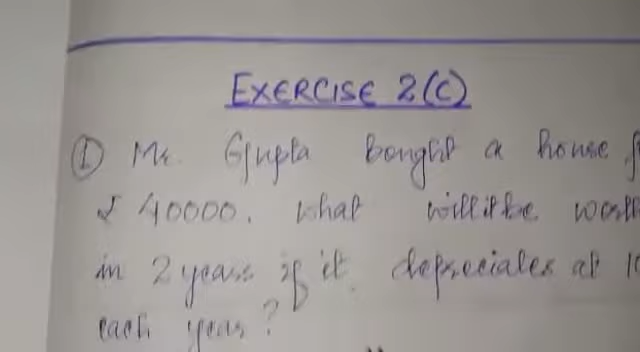 EXERCISE 2(C)
① Mr. Gupta bought a house f
₹ 40000. What will it be worth
in 2 years if it depreciates at 10
each year?